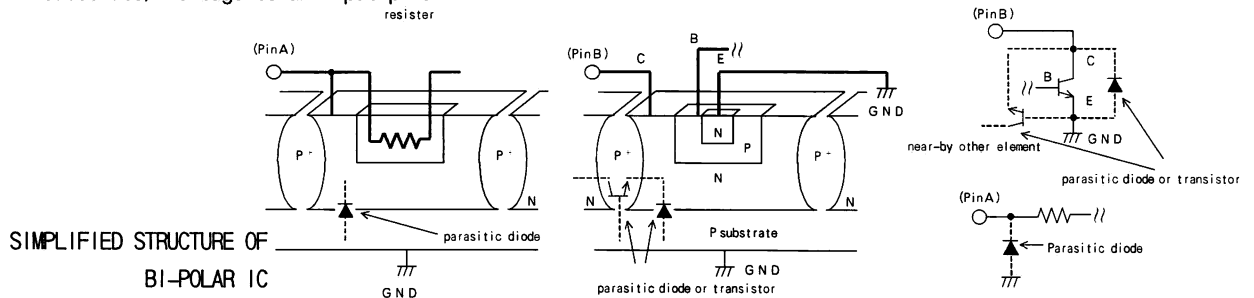 resister
(PinA)
P+
P+
N
parasitic diode
GND
SIMPLIFIED STRUCTURE OF
BI-POLAR IC
(PinB)
C
B
E
GND
N
P
P+
P+
N
N
N
P substrate
GND
parasitic diode or transistor
(PinB)
C
B
E
GND
near-by other element
parasitic diode or transistor
(PinA)
Parasitic diode